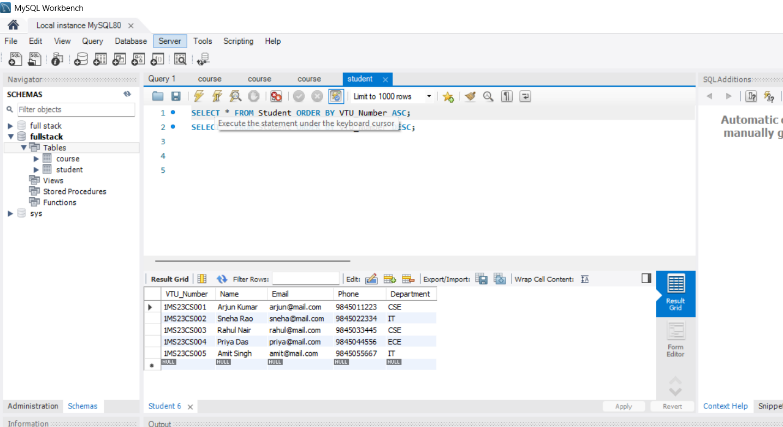 MySQL Workbench
Local instance MySQL80 ×
File Edit View Query Database Server Tools Scripting Help
Navigator
SCHEMAS
Filter objects
full stack
fullstack
Tables
course
student
Views
Stored Procedures
Functions
sys
Administration Schemas
Information
Query 1 course course course student ×
Limit to 1000 rows
1 SELECT * FROM Student ORDER BY VTU_Number ASC;
Execute the statement under the keyboard cursor
2 SELEC SC;
3
4
5
Result Grid Filter Rows: Edit: Export/Import: Wrap Cell Content:
VTU_Number Name Email Phone Department
1MS23CS001 Arjun Kumar arjun@mail.com 9845011223 CSE
1MS23CS002 Sneha Rao sneha@mail.com 9845022334 IT
1MS23CS003 Rahul Nair rahul@mail.com 9845033445 CSE
1MS23CS004 Priya Das priya@mail.com 9845044556 ECE
1MS23CS005 Amit Singh amit@mail.com 9845055667 IT
NULL NULL NULL NULL NULL
Result Grid
Form Editor
Student 6 × Apply Revert
Output
SQLAdditions
Automatic
manually g
Context Help Snippe